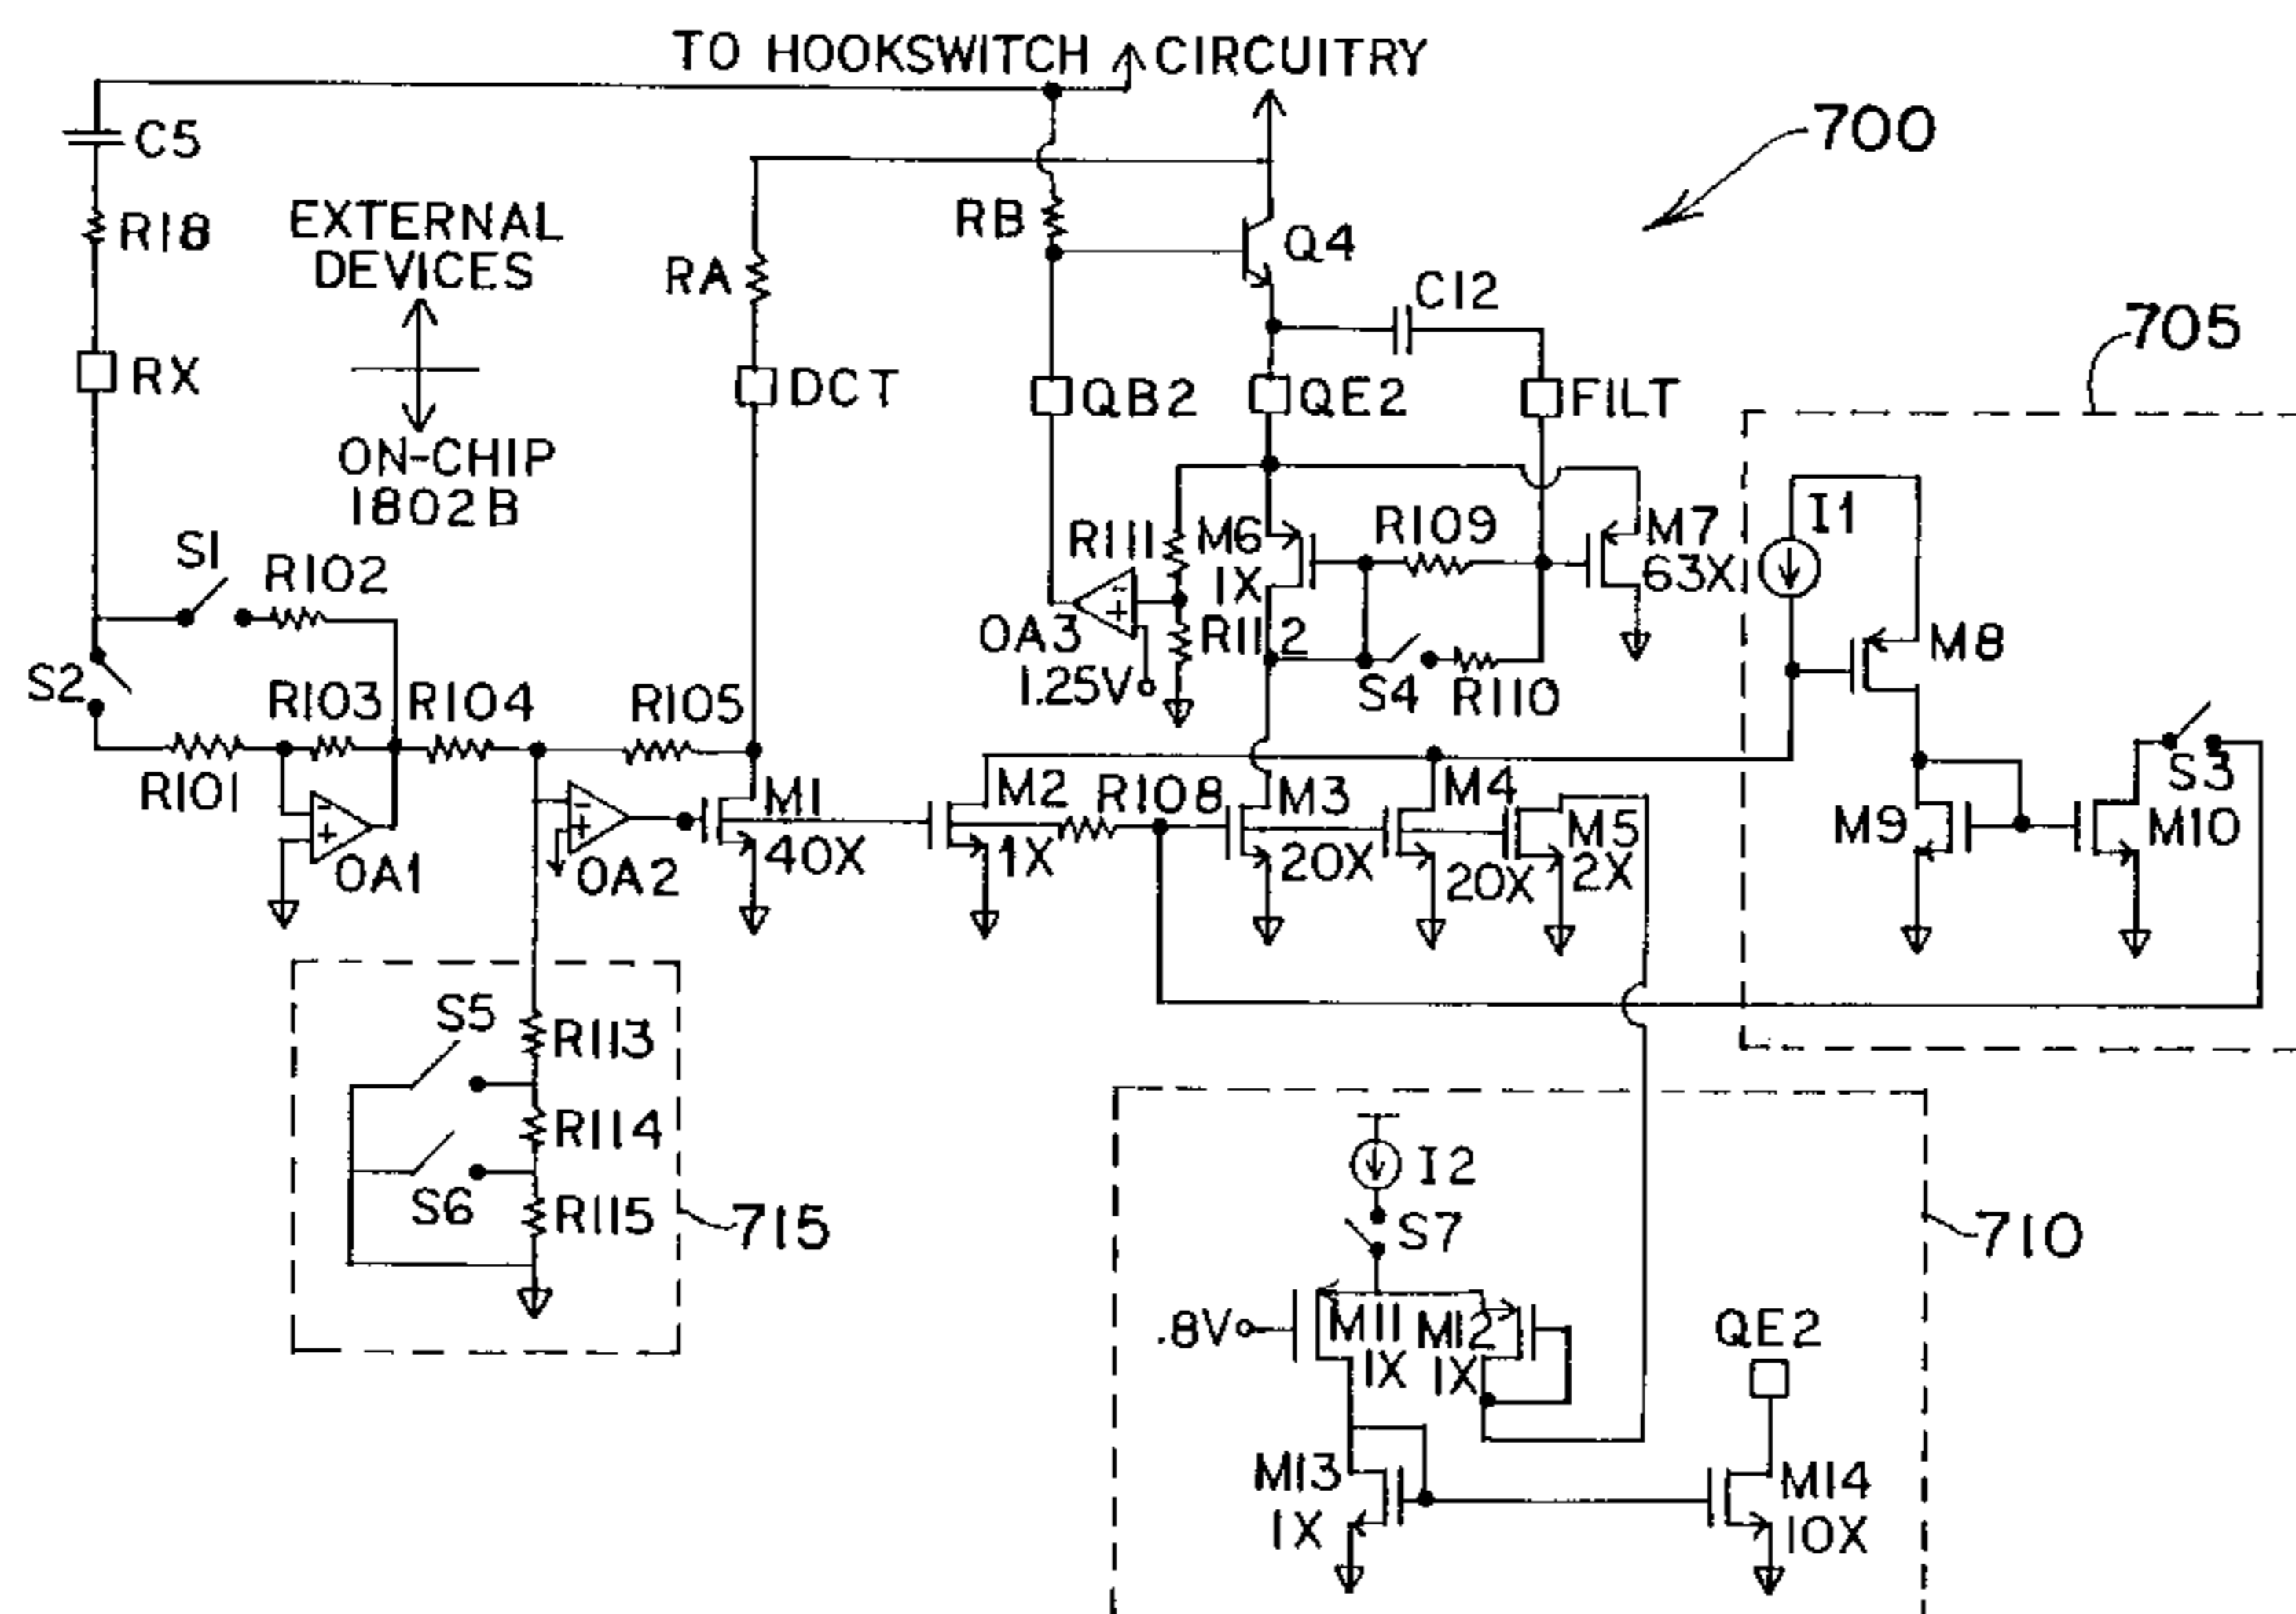 TO HOOKSWITCH CIRCUITRY
700
C5
R18
EXTERNAL
DEVICES
RB
Q4
RA
C12
705
RX
DCT
QB2
QE2
FILT
ON-CHIP
1802B
S1
R102
R111
M6
1X
R109
M7
63X
I1
OA3
R112
M8
1.25V
S4
R110
S2
R103
R104
R105
S3
R101
M1
40X
M2
1X
R108
M3
20X
M4
20X
M5
2X
M9
M10
OA1
OA2
S5
R113
R114
S6
R115
715
I2
S7
710
.8V
M11
1X
M12
1X
QE2
M13
1X
M14
10X